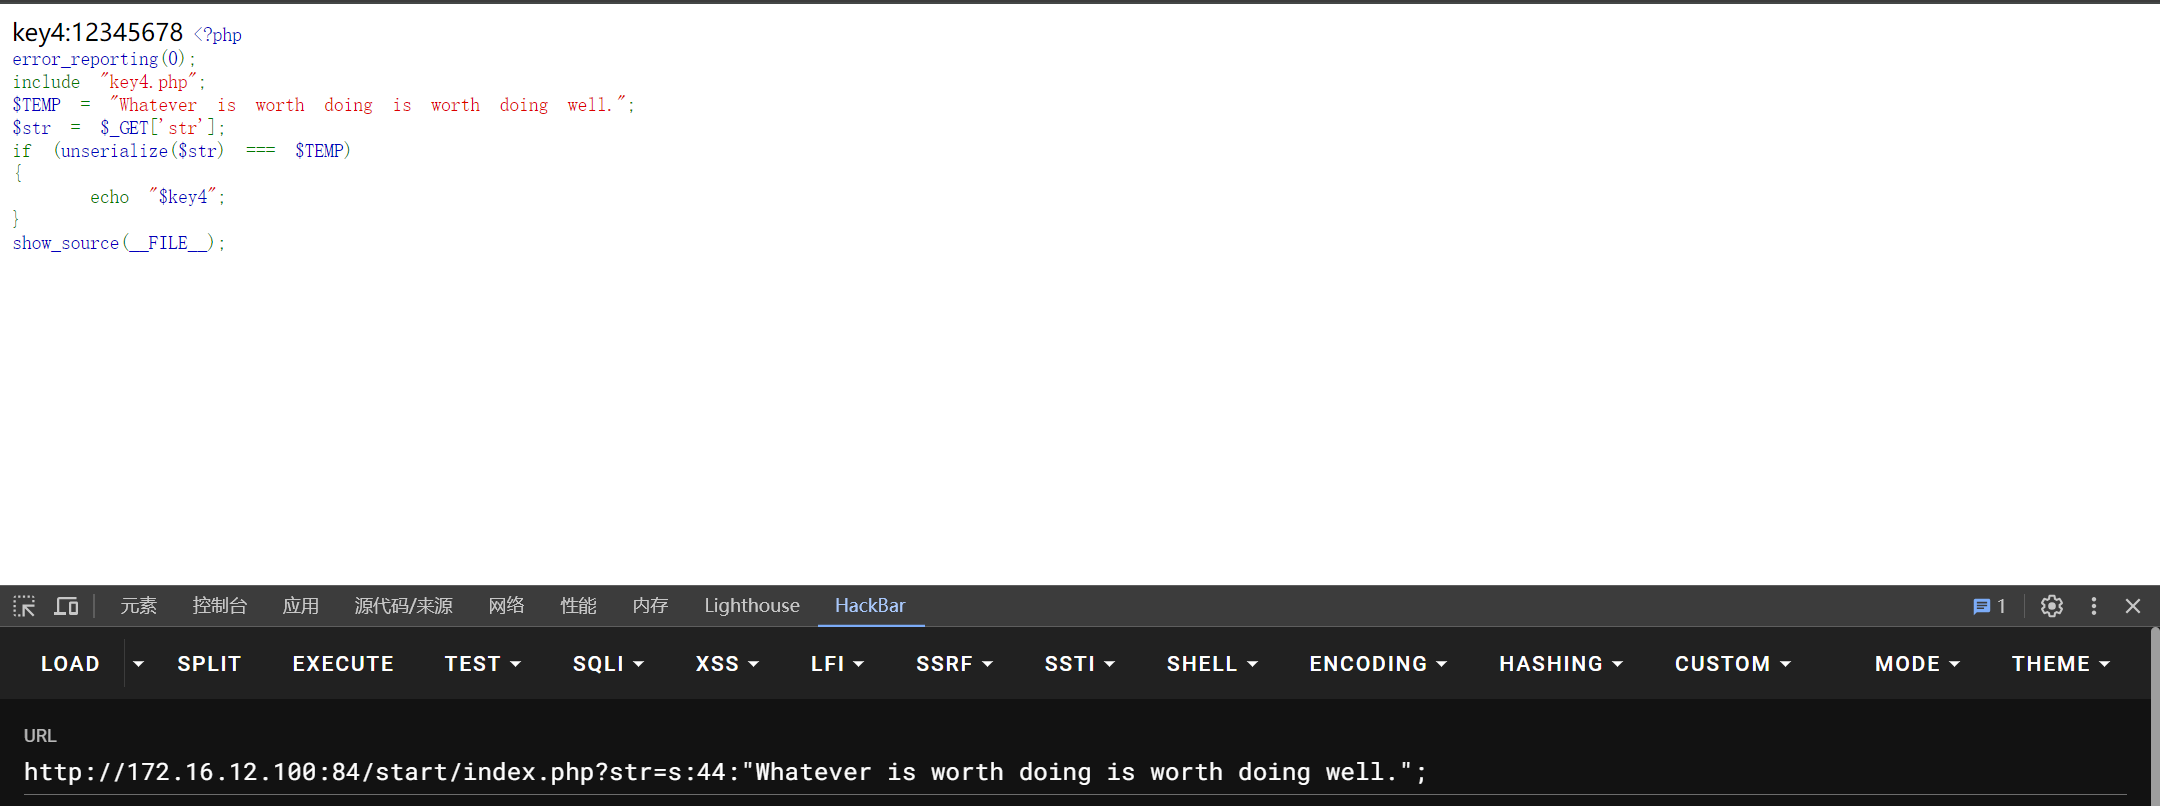 key4:12345678 <?php
error_reporting(0);
include "key4.php";
$TEMP = "Whatever is worth doing is worth doing well.";
$str = $_GET['str'];
if (unserialize($str) === $TEMP)
{
echo "$key4";
}
show_source(__FILE__);
元素 控制台 应用 源代码/来源 网络 性能 内存 Lighthouse HackBar 1
LOAD SPLIT EXECUTE TEST SQLI XSS LFI SSRF SSTI SHELL ENCODING HASHING CUSTOM MODE THEME
URL
http://172.16.12.100:84/start/index.php?str=s:44:"Whatever is worth doing is worth doing well.";